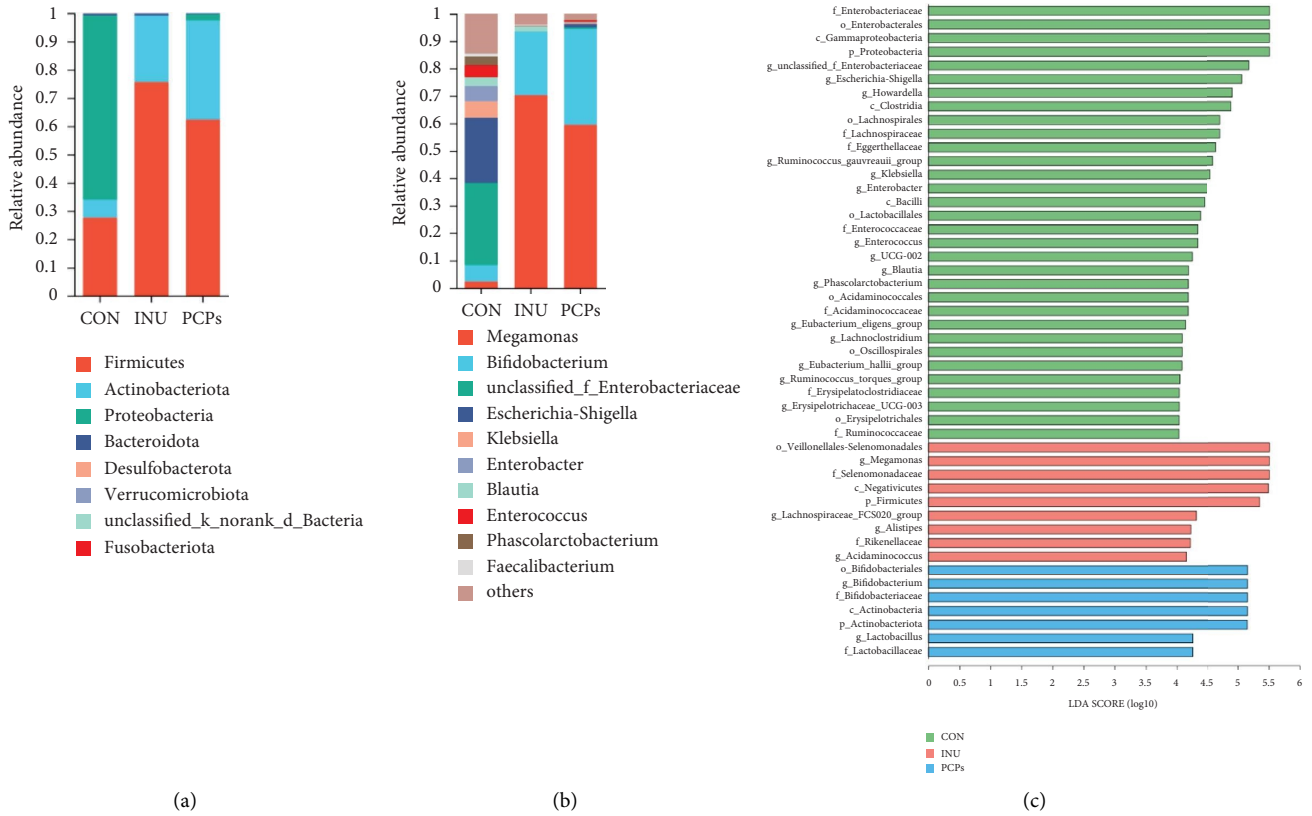 1
0.9
0.8
0.7
0.6
0.5
0.4
0.3
0.2
0.1
0
Relative abundance
CON INU PCPs
Firmicutes
Actinobacteriota
Proteobacteria
Bacteroidota
Desulfobacterota
Verrucomicrobiota
unclassified_k_norank_d_Bacteria
Fusobacteriota
(a)
1
0.9
0.8
0.7
0.6
0.5
0.4
0.3
0.2
0.1
0
Relative abundance
CON INU PCPs
Megamonas
Bifidobacterium
unclassified_f_Enterobacteriaceae
Escherichia-Shigella
Klebsiella
Enterobacter
Blautia
Enterococcus
Phascolarctobacterium
Faecalibacterium
others
(b)
f_Enterobacteriaceae
o_Enterobacterales
c_Gammaproteobacteria
p_Proteobacteria
g_unclassified_f_Enterobacteriaceae
g_Escherichia-Shigella
g_Howardella
c_Clostridia
o_Lachnospirales
f_Lachnospiraceae
f_Eggerthellaceae
g_Ruminococcus_gauvreauii_group
g_Klebsiella
g_Enterobacter
c_Bacilli
o_Lactobacillales
f_Enterococcaceae
g_Enterococcus
g_UCG-002
g_Blautia
g_Phascolarctobacterium
o_Acidaminococcales
f_Acidaminococcaceae
g_Eubacterium_eligens_group
g_Lachnoclostridium
o_Oscillospirales
g_Eubacterium_hallii_group
g_Ruminococcus_torques_group
f_Erysipelatoclostridiaceae
g_Erysipelotrichaceae_UCG-003
o_Erysipelotrichales
f_ Ruminococcaceae
o_Veillonellales-Selenomonadales
g_Megamonas
f_Selenomonadaceae
c_Negativicutes
p_Firmicutes
g_Lachnospiraceae_FCS020_group
g_Alistipes
f_Rikenellaceae
g_Acidaminococcus
o_Bifidobacteriales
g_Bifidobacterium
f_Bifidobacteriaceae
c_Actinobacteria
p_Actinobacteriota
g_Lactobacillus
f_Lactobacillaceae
0 0.5 1 1.5 2 2.5 3 3.5 4 4.5 5 5.5 6
LDA SCORE (log10)
CON
INU
PCPs
(c)